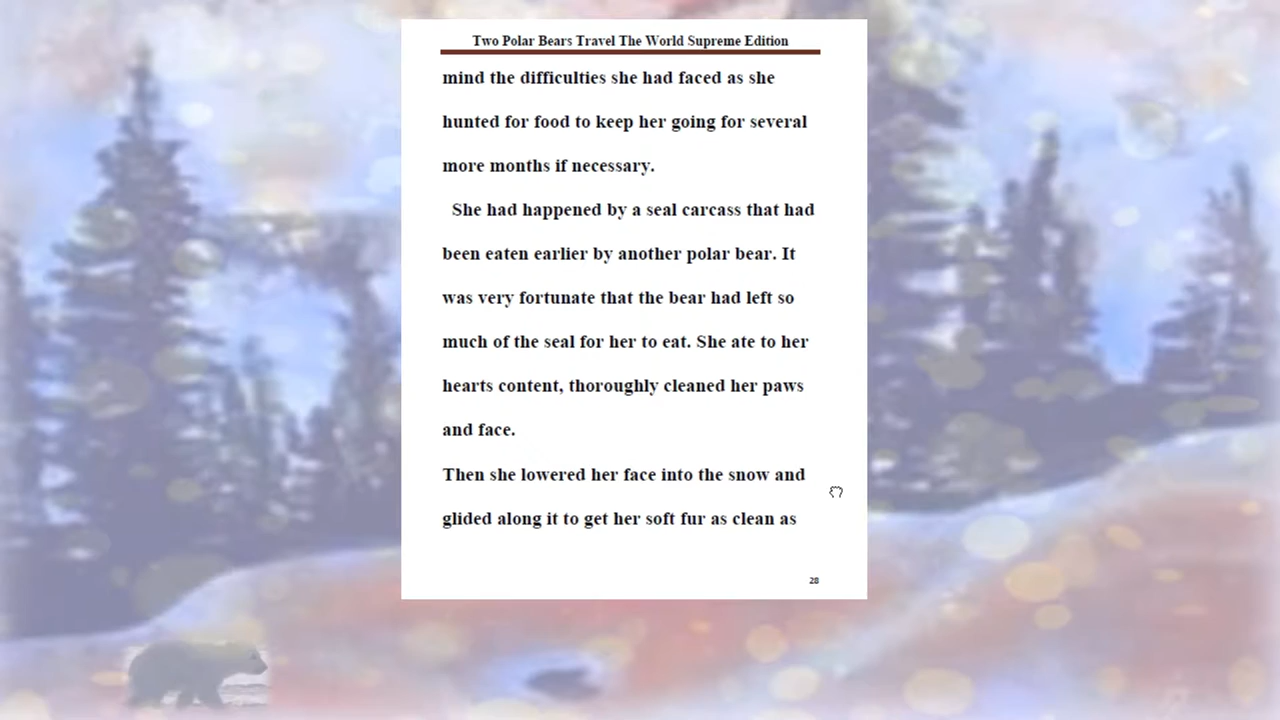 Two Polar Bears Travel The World Supreme Edition
mind the difficulties she had faced as she
hunted for food to keep her going for several
more months if necessary.
She had happened by a seal carcass that had
been eaten earlier by another polar bear. It
was very fortunate that the bear had left so
much of the seal for her to eat. She ate to her
hearts content, thoroughly cleaned her paws
and face.
Then she lowered her face into the snow and
glided along it to get her soft fur as clean as
28